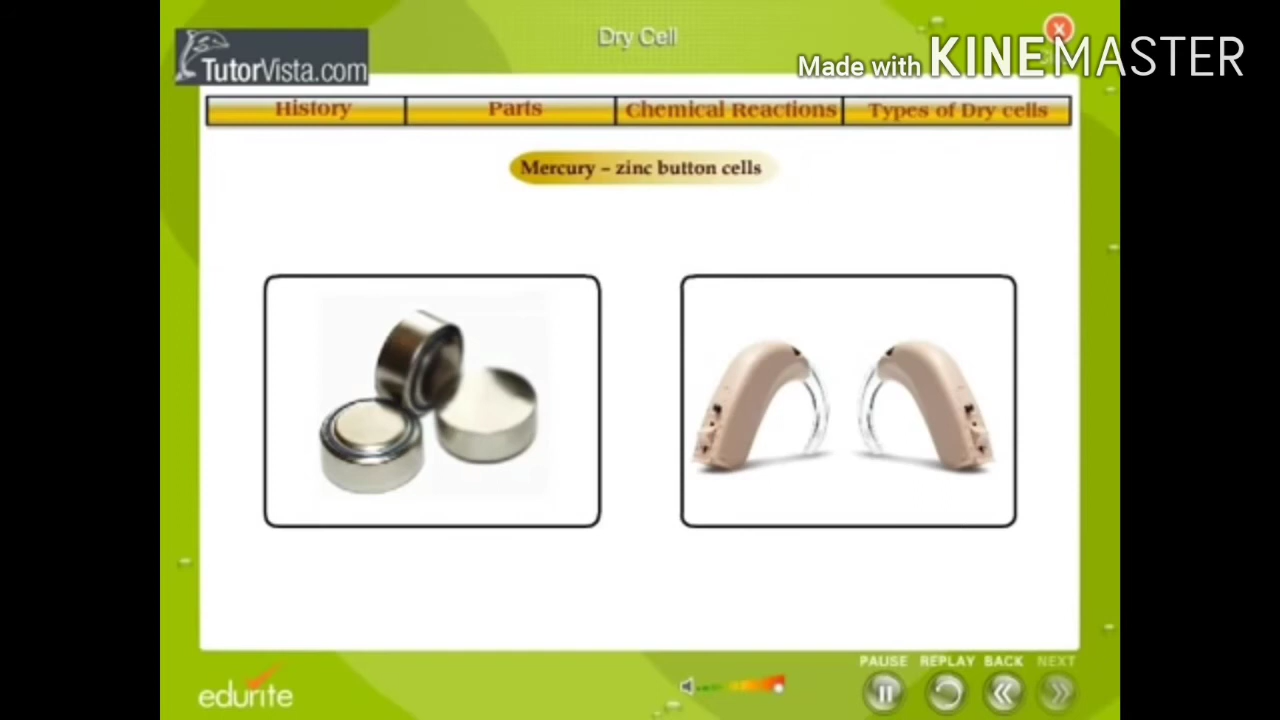 Dry Cell
Made with KINEMASTER
TutorVista.com
History
Parts
Chemical Reactions
Types of Dry cells
Mercury – zinc button cells
PAUSE
REPLAY
BACK
NEXT
edurite